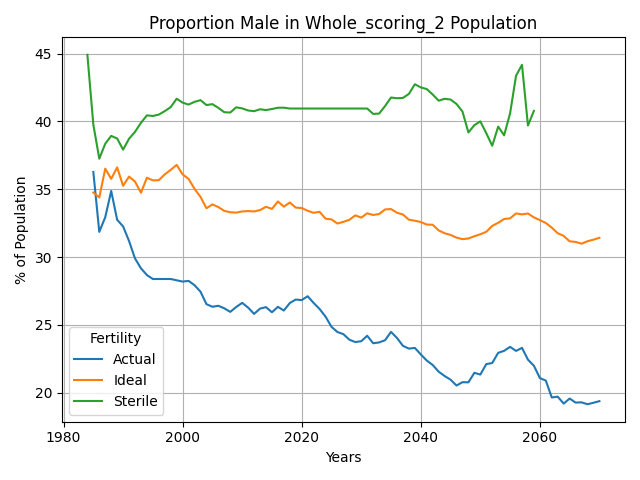 Proportion Male in Whole_scoring_2 Population
% of Population
45
40
35
30
25
20
Fertility
Actual
Ideal
Sterile
1980
2000
2020
2040
2060
Years